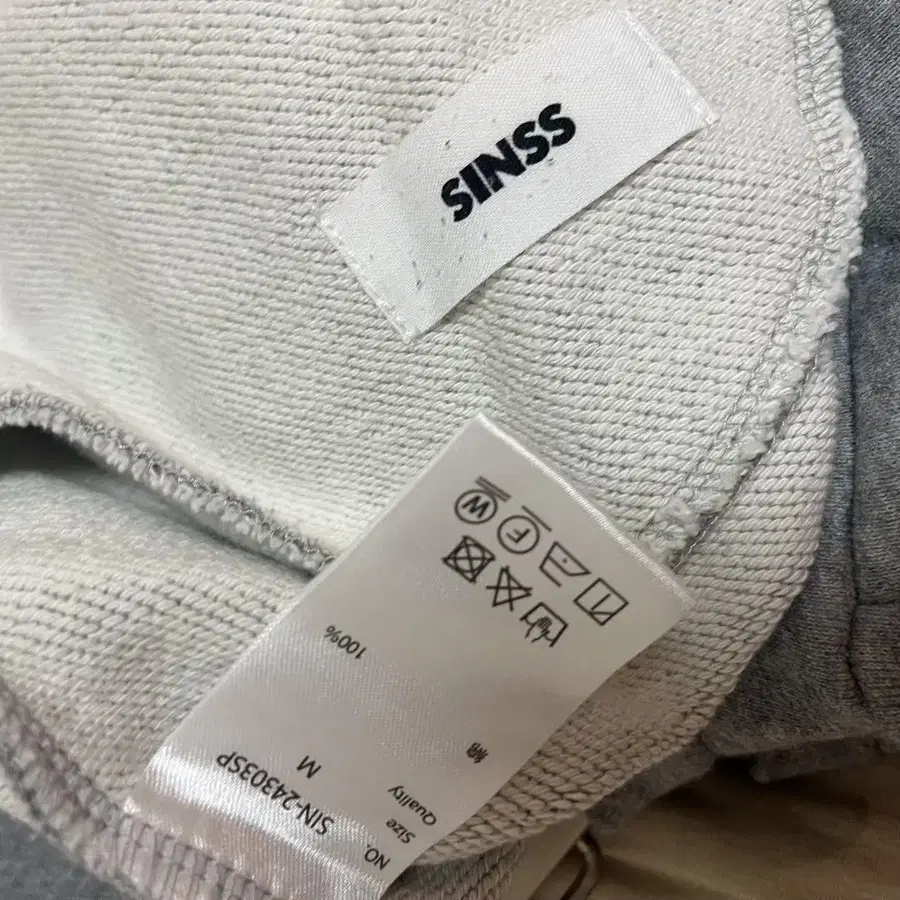 SINSS
NO. SIN-24303SP
Size M
Quality
綿 100%
F W